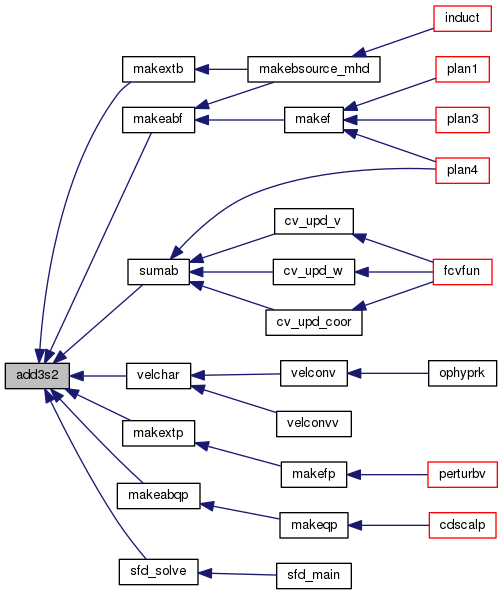 induct
makextb
makebsource_mhd
plan1
makeabf
makef
plan3
plan4
cv_upd_v
sumab
cv_upd_w
fcvfun
cv_upd_coor
add3s2
velchar
velconv
ophyprk
velconvv
makextp
makefp
perturbv
makeabqp
makeqp
cdscalp
sfd_solve
sfd_main